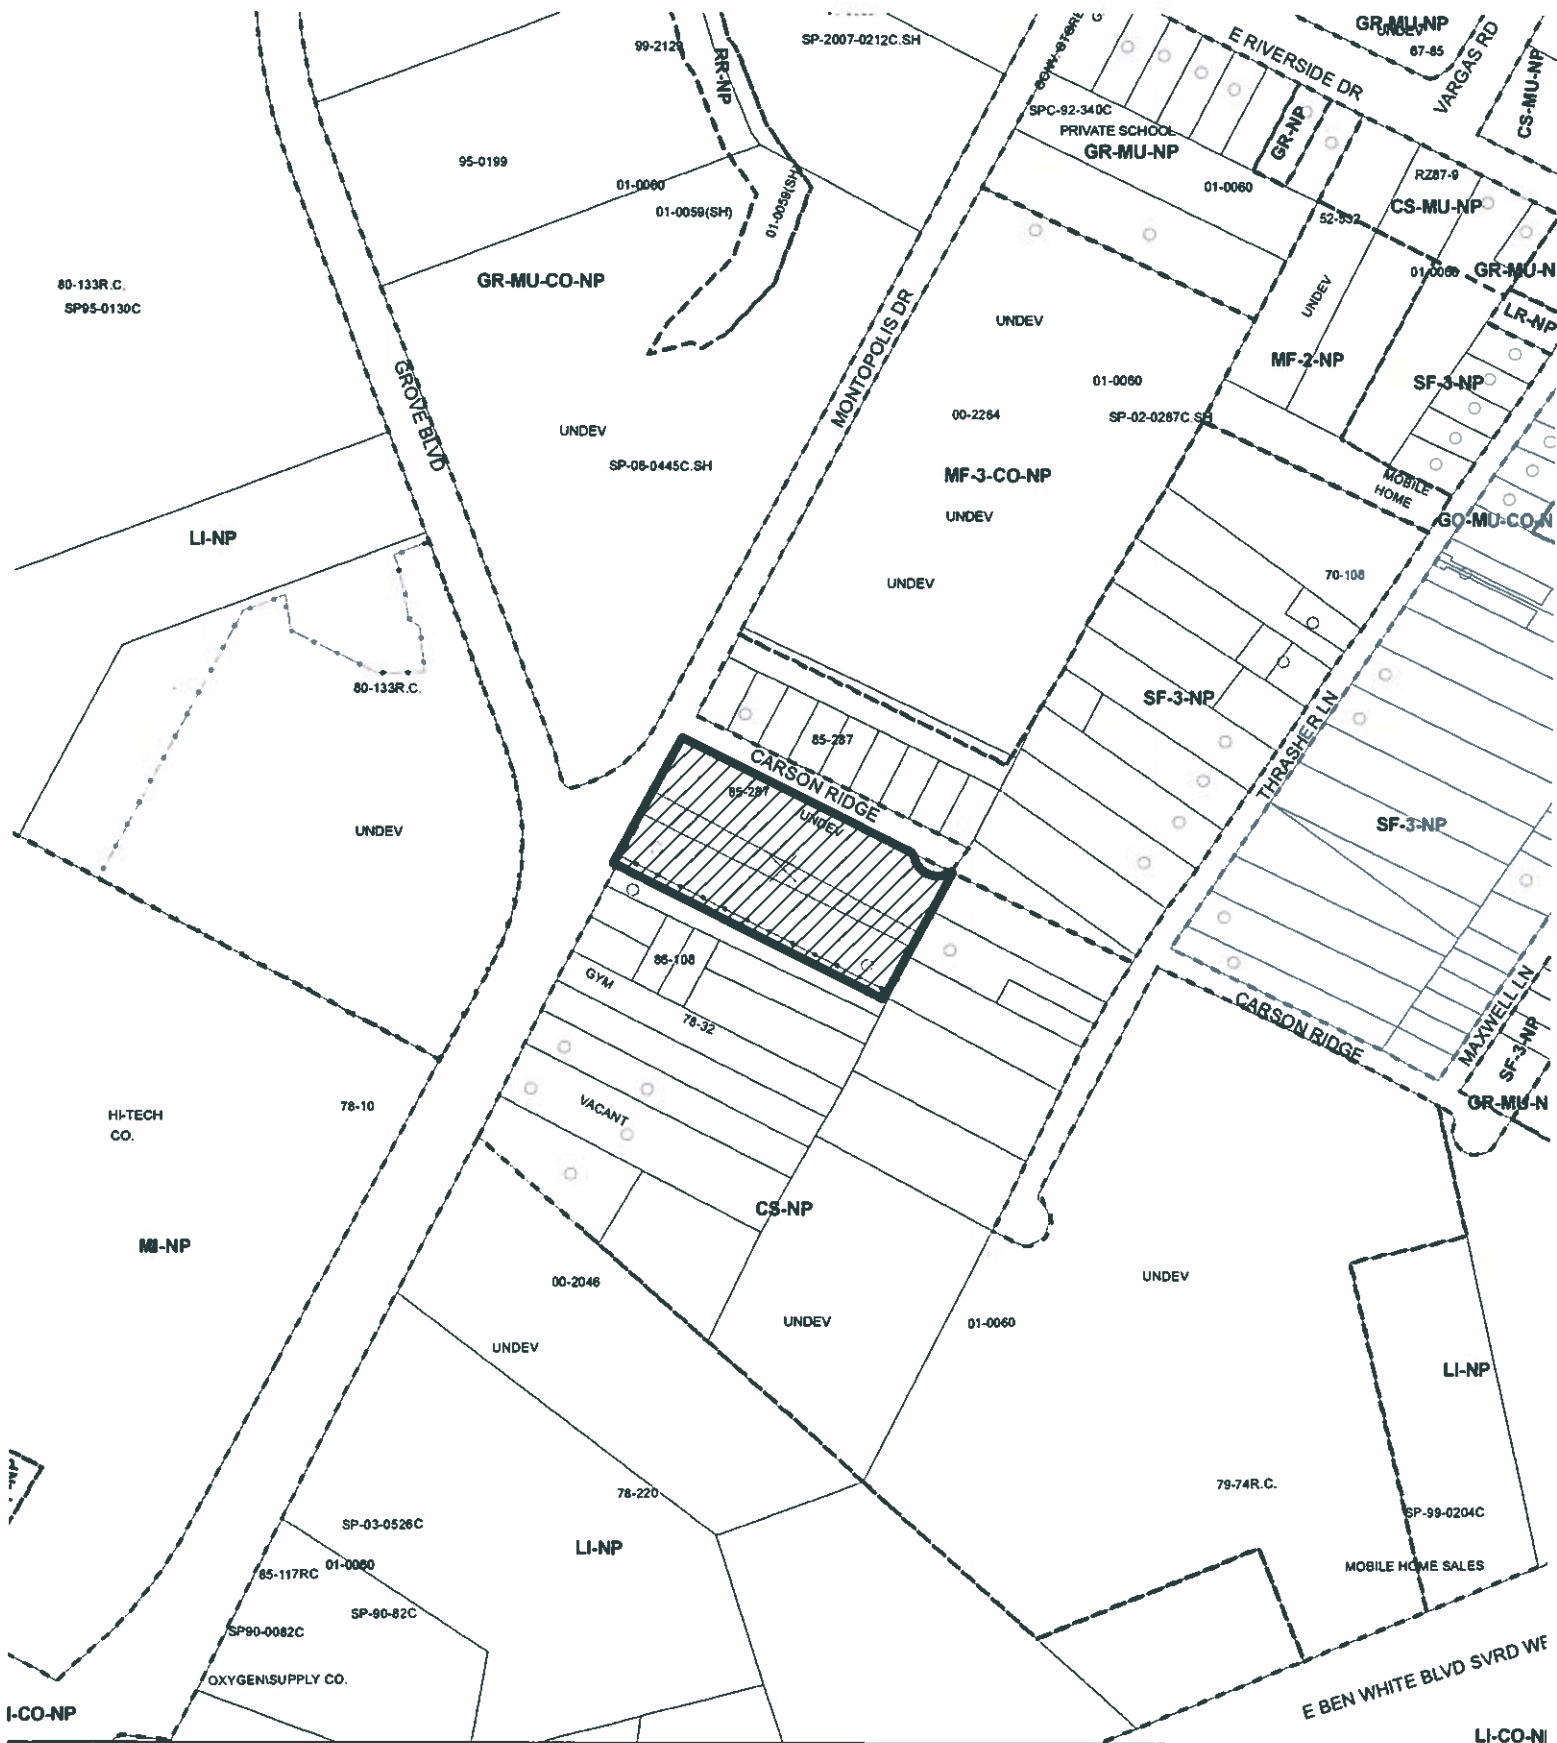 GR-MU-NP
UNDEV
67-85
VARGAS RD
CS-MU-NP
E RIVERSIDE DR
CONV. STORE
SP-2007-0212C.SH
99-212
RR-NP
SPC-92-340C
PRIVATE SCHOOL
GR-MU-NP
GR-NP
95-0199
01-0060
01-0059(SH)
01-0059(SH)
01-0060
RZ87-9
CS-MU-NP
52-532
80-133R.C.
SP95-0130C
GR-MU-CO-NP
MONTOPOLIS DR
UNDEV
UNDEV
01-0060
GR-MU-N
LR-NP
GROVE BLVD
MF-2-NP
01-0060
SF-3-NP
00-2264
SP-02-0287C.SH
UNDEV
SP-06-0445C.SH
MF-3-CO-NP
MOBILE
HOME
UNDEV
GO-MU-CO-N
LI-NP
UNDEV
70-108
80-133R.C.
SF-3-NP
THRASHER LN
85-287
CARSON RIDGE
85-287
UNDEV
UNDEV
SF-3-NP
86-108
GYM
78-32
CARSON RIDGE
MAXWELL LN
SF-3-NP
GR-MU-N
HI-TECH
CO.
78-10
VACANT
CS-NP
MI-NP
00-2046
UNDEV
UNDEV
UNDEV
01-0060
LI-NP
78-220
79-74R.C.
SP-99-0204C
SP-03-0526C
LI-NP
85-117RC
01-0060
MOBILE HOME SALES
SP-90-82C
SP90-0082C
OXYGEN SUPPLY CO.
E BEN WHITE BLVD SVRD WE
I-CO-NP
LI-CO-N